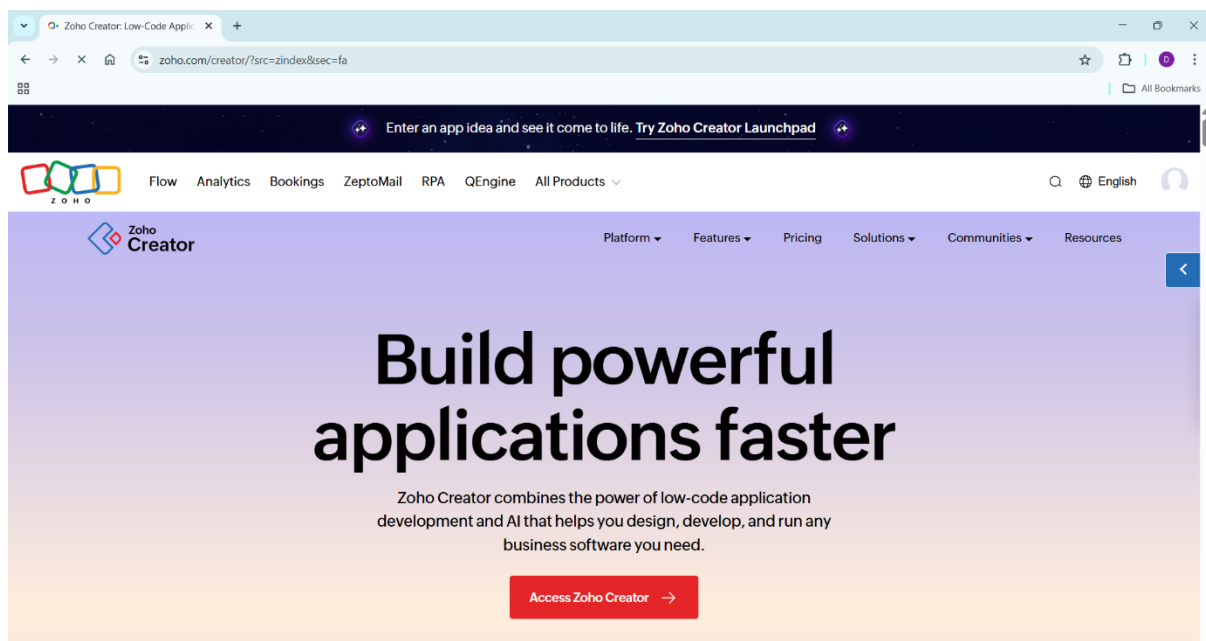 Zoho Creator: Low-Code Applic
zoho.com/creator/?src=zindex&sec=fa
D
All Bookmarks
Enter an app idea and see it come to life. Try Zoho Creator Launchpad
ZOHO
Flow Analytics Bookings ZeptoMail RPA QEngine All Products English
Zoho
Creator
Platform Features Pricing Solutions Communities Resources
Build powerful
applications faster
Zoho Creator combines the power of low-code application
development and AI that helps you design, develop, and run any
business software you need.
Access Zoho Creator